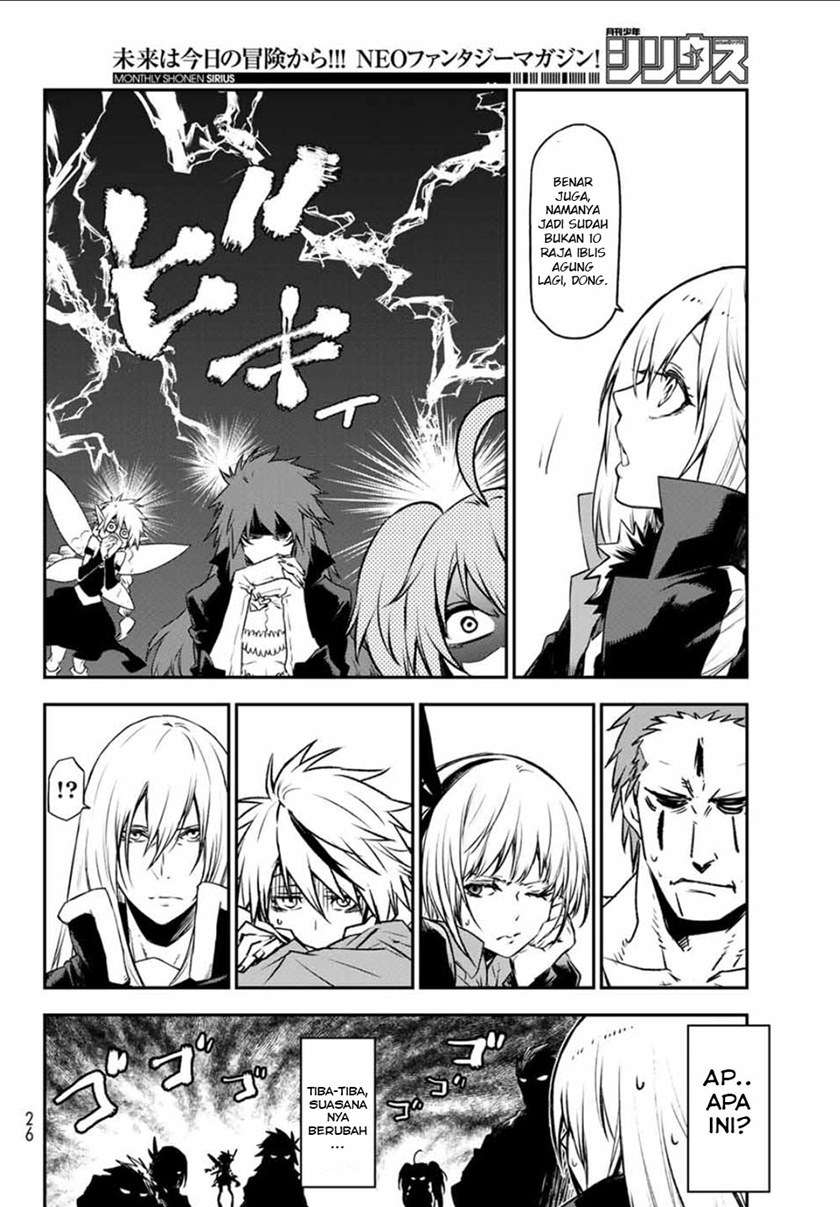 未来は今日の冒険から!!! NEOファンタジーマガジン!
MONTHLY SHONEN SIRIUS
月刊少年
シリウス
BENAR
JUGA,
NAMANYA
JADI SUDAH
BUKAN 10
RAJA IBLIS
AGUNG
LAGI, DONG.
ビキィ
!?
AP..
APA
INI?
TIBA-TIBA,
SUASANA
NYA
BERUBAH
...
ゴゴゴゴ
26